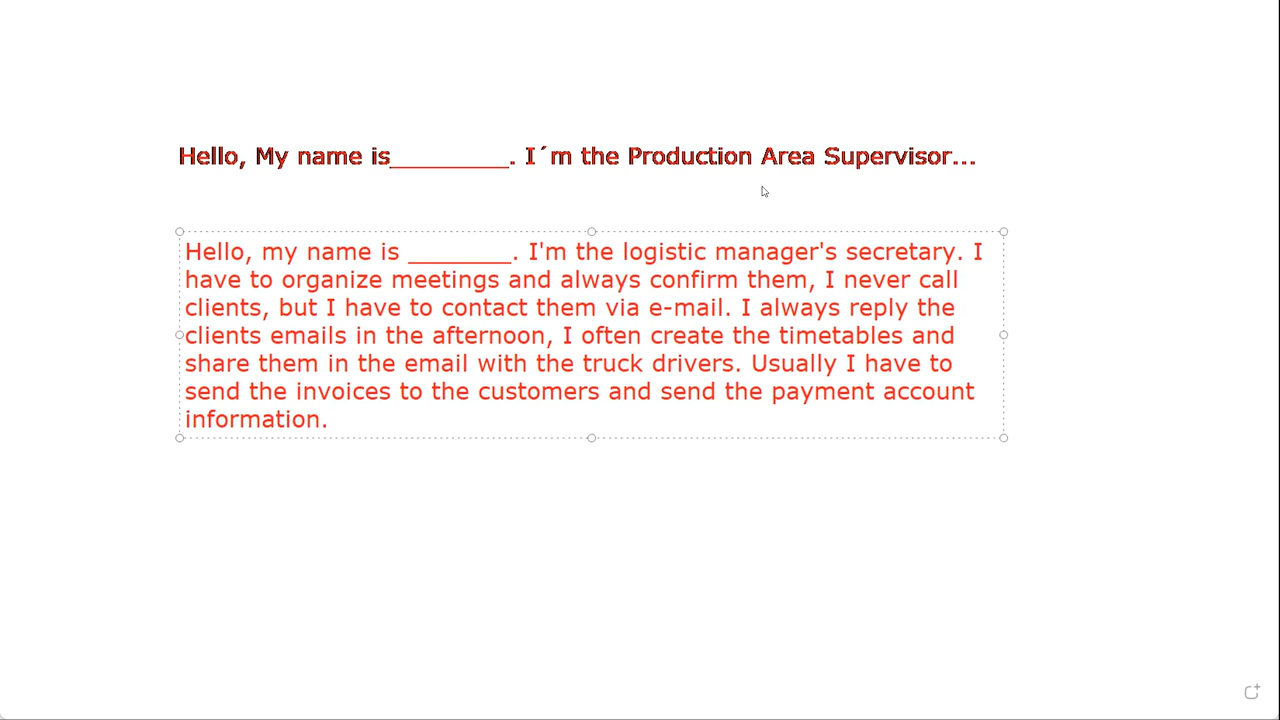 Hello, My name is_________. I´m the Production Area Supervisor...
Hello, my name is ________. I'm the logistic manager's secretary. I
have to organize meetings and always confirm them, I never call
clients, but I have to contact them via e-mail. I always reply the
clients emails in the afternoon, I often create the timetables and
share them in the email with the truck drivers. Usually I have to
send the invoices to the customers and send the payment account
information.